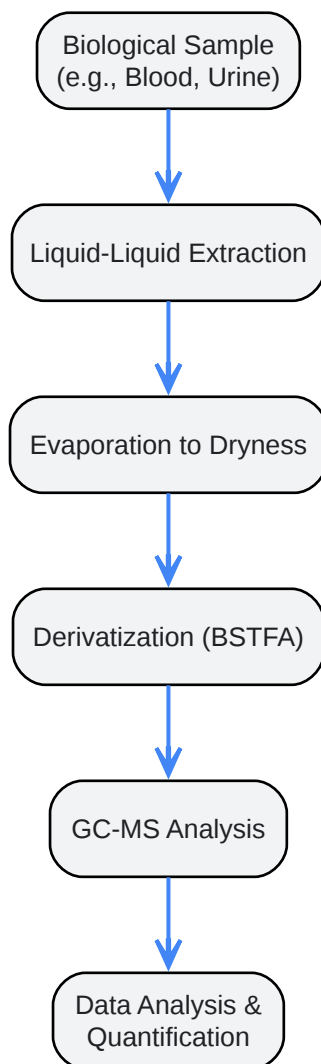 Biological Sample
(e.g., Blood, Urine)
Liquid-Liquid Extraction
Evaporation to Dryness
Derivatization (BSTFA)
GC-MS Analysis
Data Analysis &
Quantification